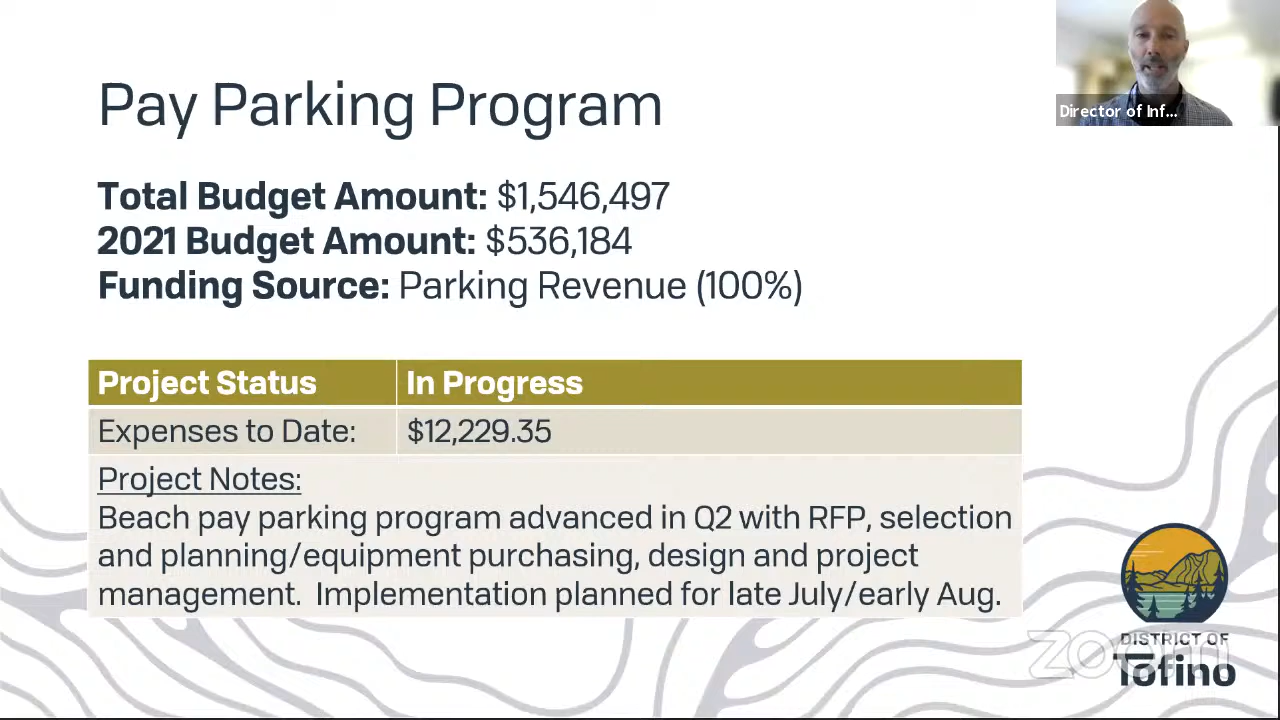 Director of Inf...
Pay Parking Program
Total Budget Amount: $1,546,497
2021 Budget Amount: $536,184
Funding Source: Parking Revenue (100%)
Project Status In Progress
Expenses to Date: $12,229.35
Project Notes:
Beach pay parking program advanced in Q2 with RFP, selection
and planning/equipment purchasing, design and project
management.  Implementation planned for late July/early Aug.
DISTRICT OF
Tofino
zoom